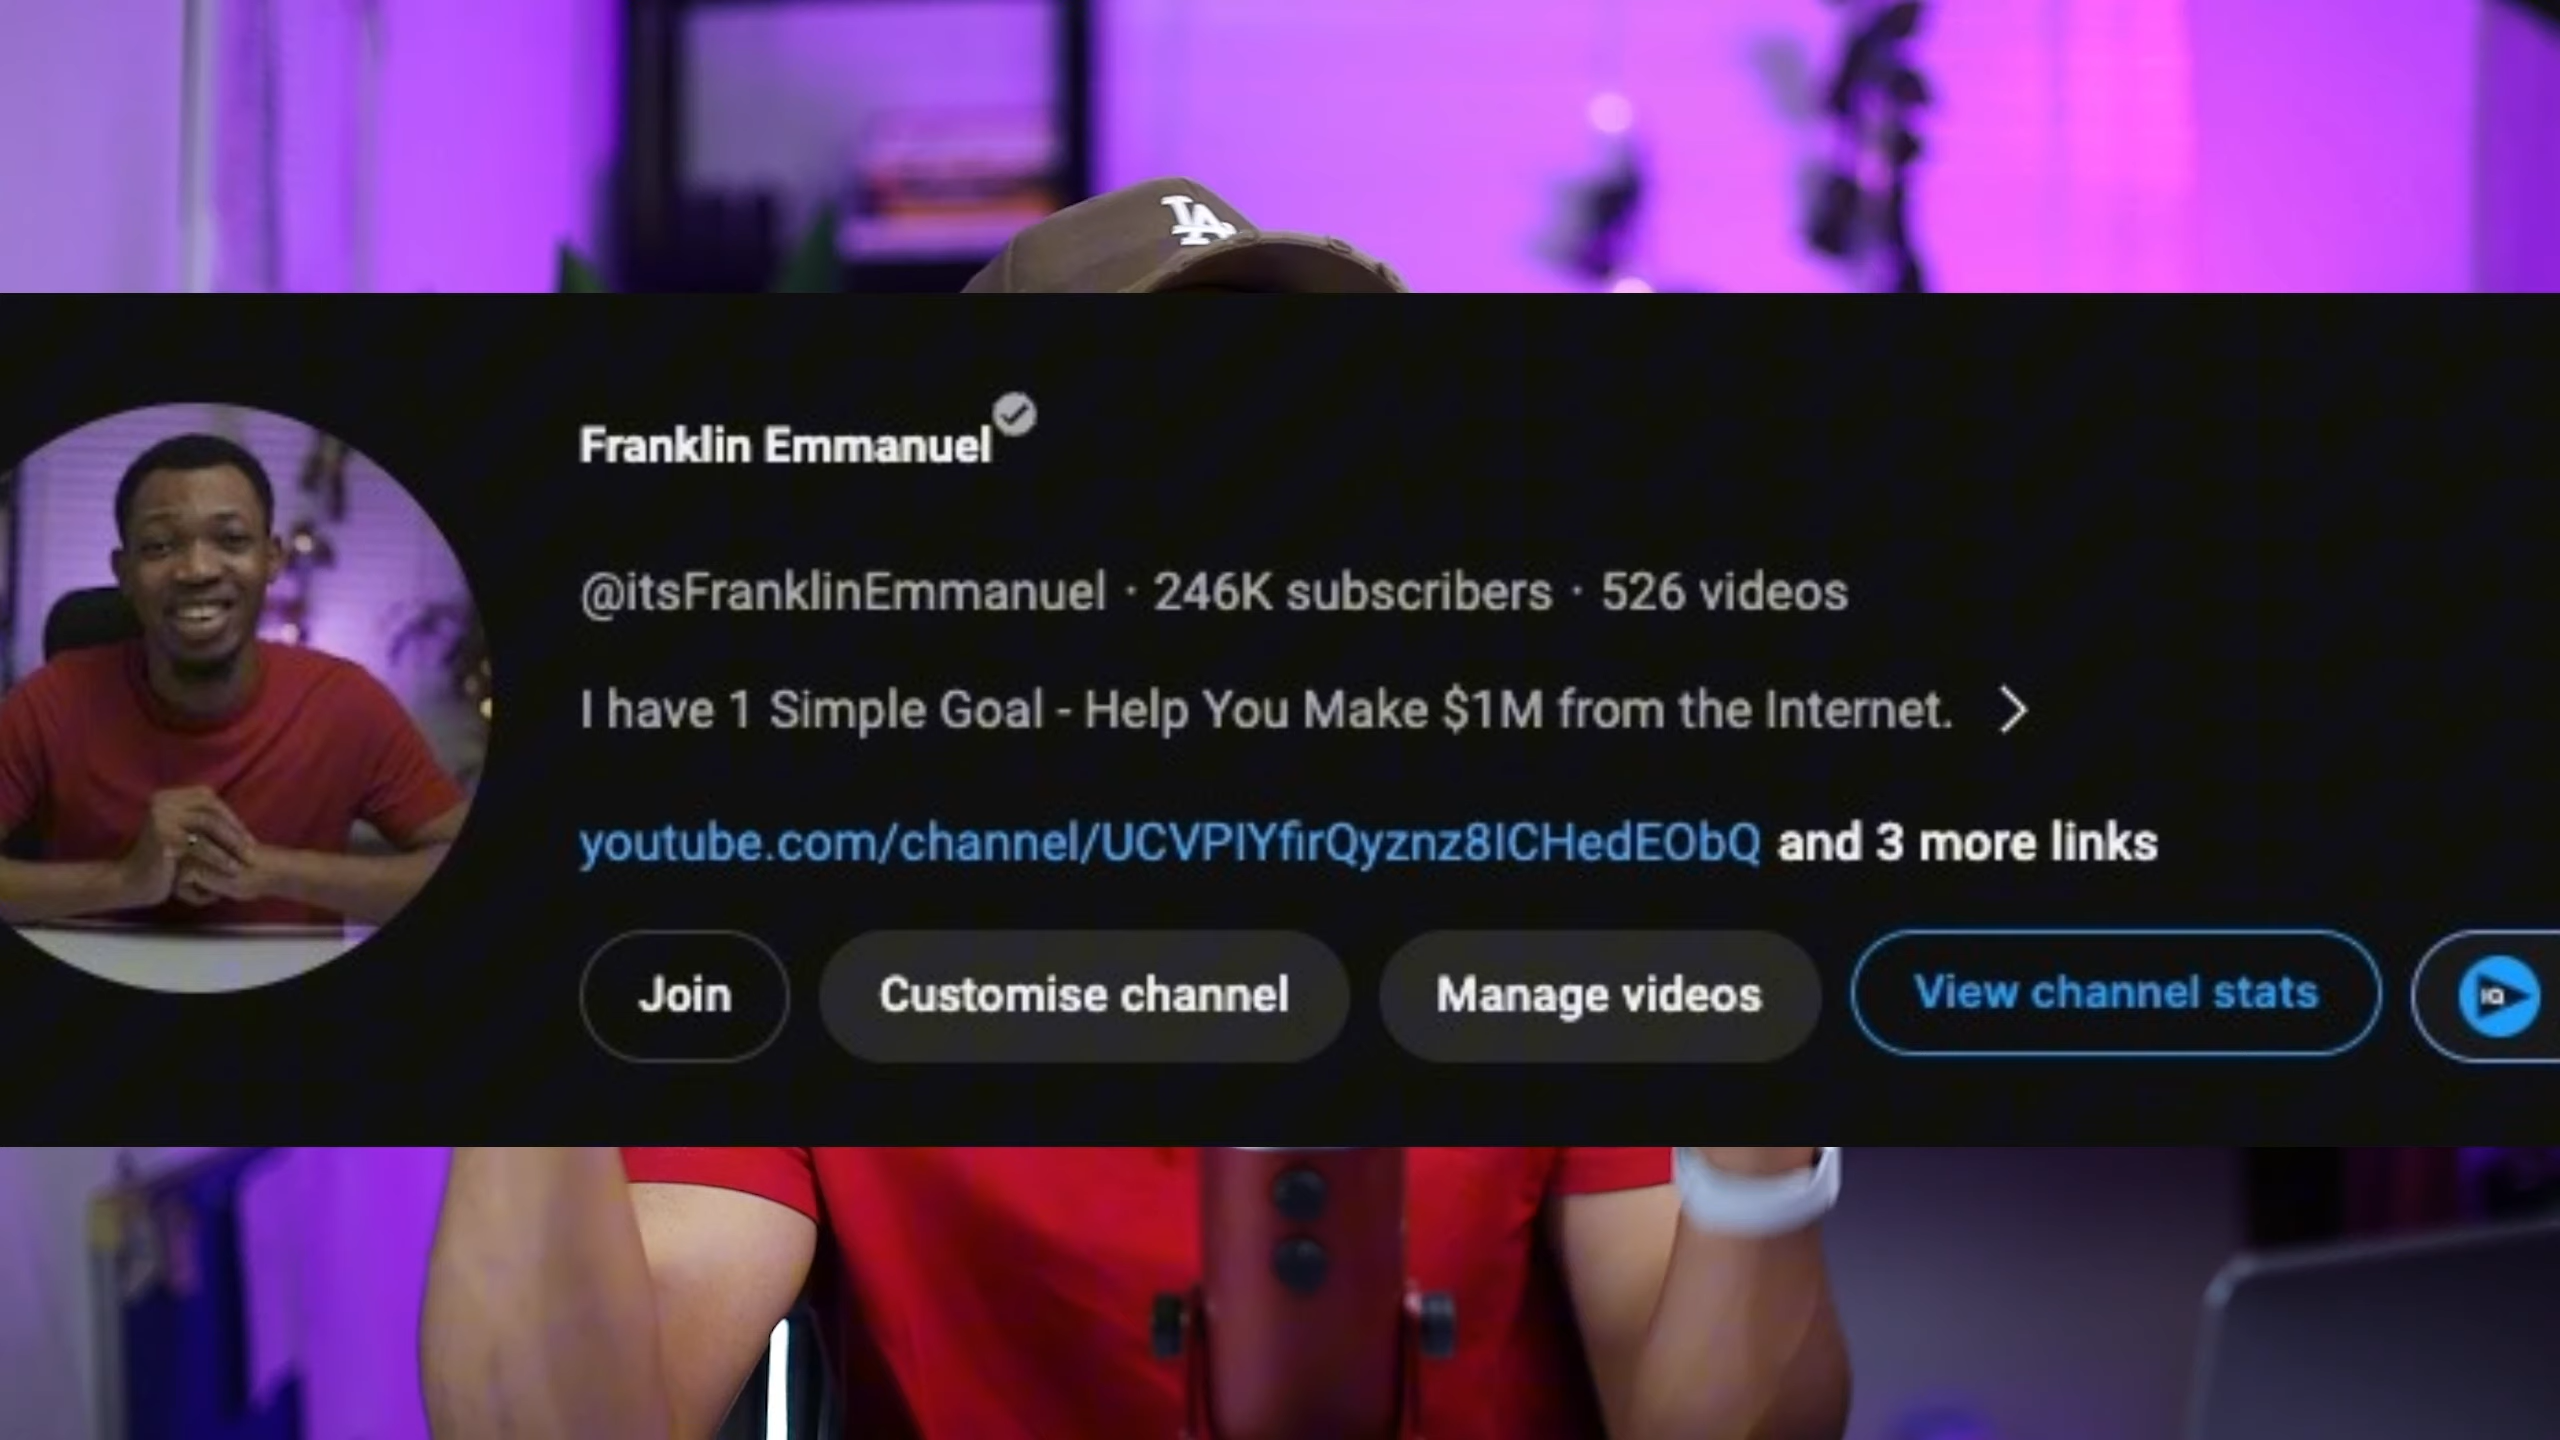 LA
Franklin Emmanuel
@itsFranklinEmmanuel · 246K subscribers · 526 videos
I have 1 Simple Goal - Help You Make $1M from the Internet.
youtube.com/channel/UCVPIYfirQyznz8ICHedEObQ and 3 more links
Join Customise channel Manage videos View channel stats IQ